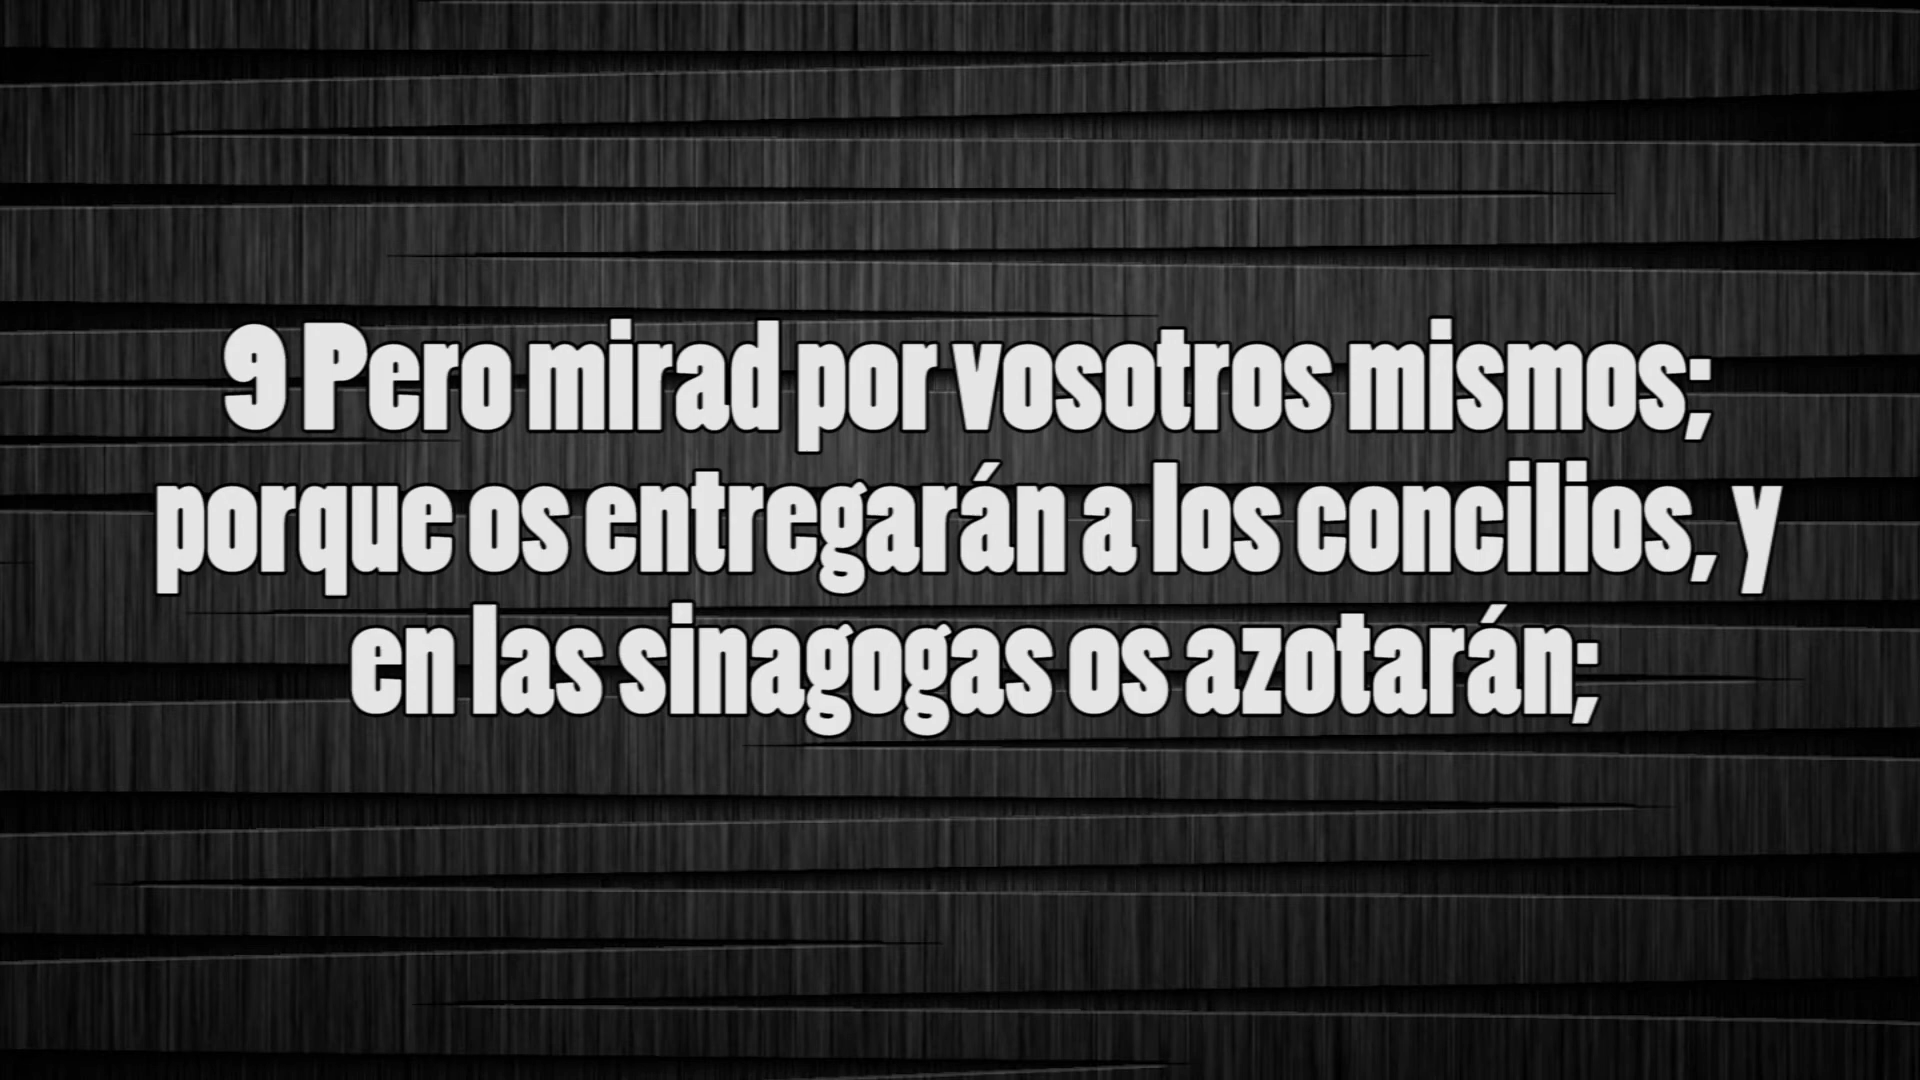 9 Pero mirad por vosotros mismos;
porque os entregarán a los concilios, y
en las sinagogas os azotarán;